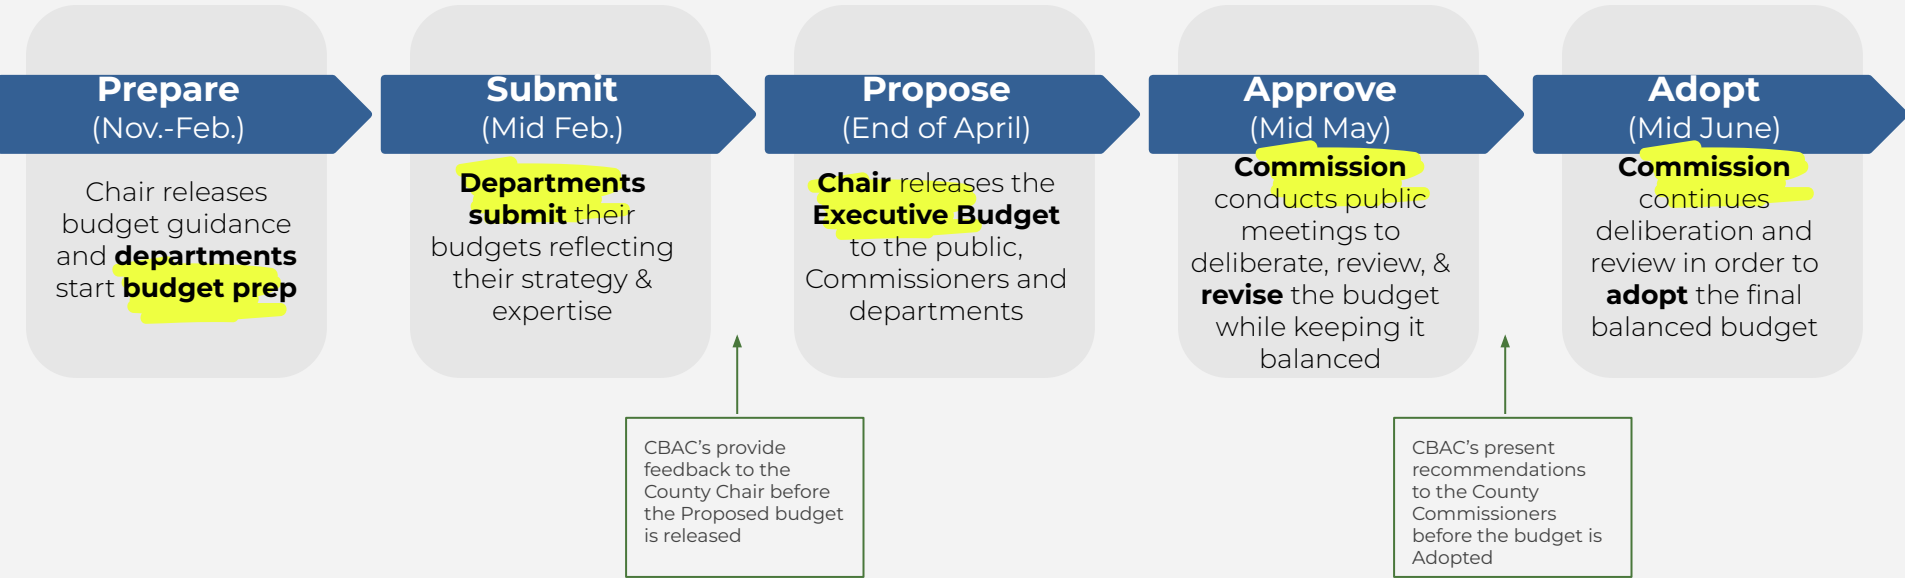 Prepare
(Nov.-Feb.)
Chair releases
budget guidance
and departments
start budget prep
Submit
(Mid Feb.)
Departments
submit their
budgets reflecting
their strategy &
expertise
Propose
(End of April)
Chair releases the
Executive Budget
to the public,
Commissioners and
departments
Approve
(Mid May)
Commission
conducts public
meetings to
deliberate, review, &
revise the budget
while keeping it
balanced
Adopt
(Mid June)
Commission
continues
deliberation and
review in order to
adopt the final
balanced budget
CBAC’s provide
feedback to the
County Chair before
the Proposed budget
is released
CBAC’s present
recommendations
to the County
Commissioners
before the budget is
Adopted